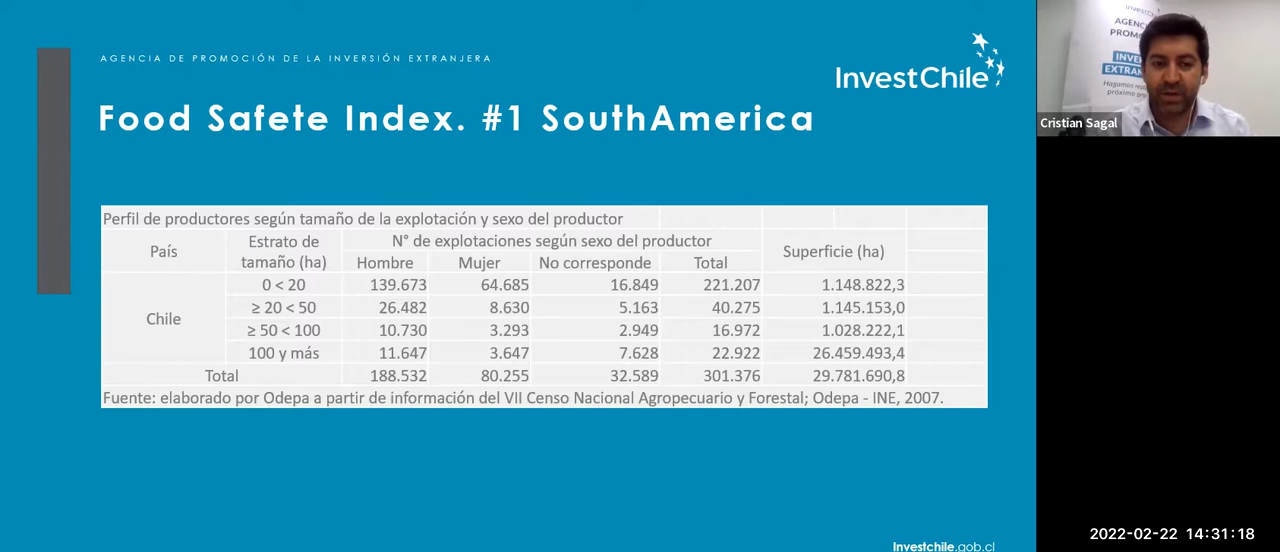 AGENCIA DE PROMOCIÓN DE LA INVERSIÓN EXTRANJERA
InvestChile
Food Safete Index. #1 SouthAmerica
Perfil de productores según tamaño de la explotación y sexo del productor
País Estrato de tamaño (ha) N° de explotaciones según sexo del productor Superficie (ha)
Hombre Mujer No corresponde Total
Chile
0 < 20 139.673 64.685 16.849 221.207 1.148.822,3
≥ 20 < 50 26.482 8.630 5.163 40.275 1.145.153,0
≥ 50 < 100 10.730 3.293 2.949 16.972 1.028.222,1
100 y más 11.647 3.647 7.628 22.922 26.459.493,4
Total 188.532 80.255 32.589 301.376 29.781.690,8
Fuente: elaborado por Odepa a partir de información del VII Censo Nacional Agropecuario y Forestal; Odepa - INE, 2007.
Investchile.gob.cl
InvestCh
AGENC
PROMO
INVE
EXTRAN
Hagamos
próximo
Cristian Sagal
2022-02-22 14:31:18